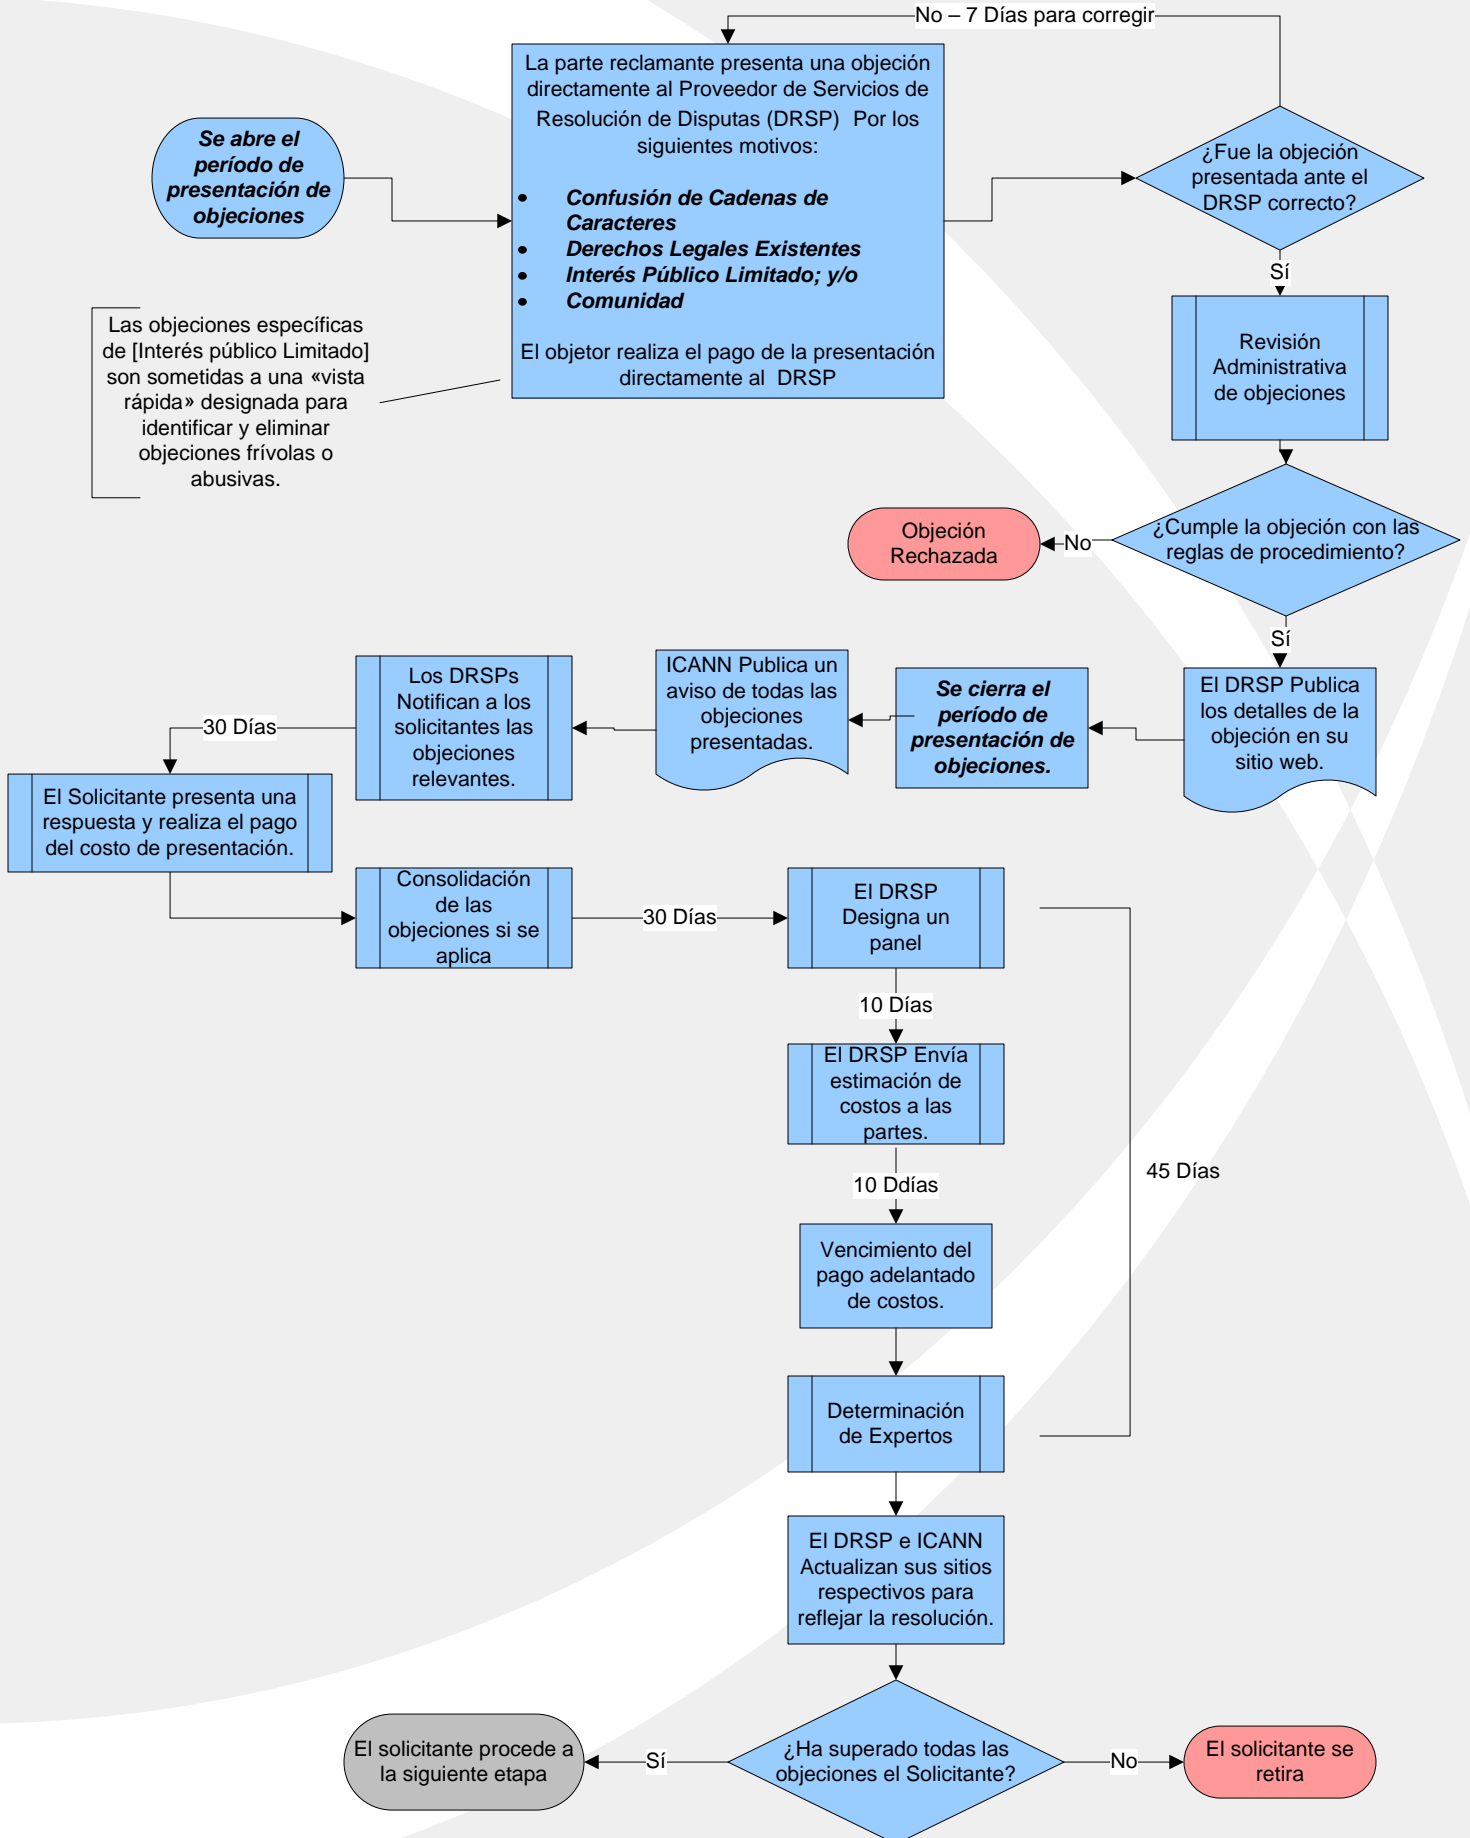 No – 7 Días para corregir
La parte reclamante presenta una objeción
directamente al Proveedor de Servicios de
Resolución de Disputas (DRSP) Por los
siguientes motivos:
• Confusión de Cadenas de
Caracteres
• Derechos Legales Existentes
• Interés Público Limitado; y/o
• Comunidad
El objetor realiza el pago de la presentación
directamente al DRSP
Se abre el
período de
presentación de
objeciones
¿Fue la objeción
presentada ante el
DRSP correcto?
Sí
Las objeciones específicas
de [Interés público Limitado]
son sometidas a una «vista
rápida» designada para
identificar y eliminar
objeciones frívolas o
abusivas.
Revisión
Administrativa
de objeciones
¿Cumple la objeción con las
reglas de procedimiento?
No
Objeción
Rechazada
Sí
El DRSP Publica
los detalles de la
objeción en su
sitio web.
Se cierra el
período de
presentación de
objeciones.
ICANN Publica un
aviso de todas las
objeciones
presentadas.
Los DRSPs
Notifican a los
solicitantes las
objeciones
relevantes.
30 Días
El Solicitante presenta una
respuesta y realiza el pago
del costo de presentación.
Consolidación
de las
objeciones si se
aplica
30 Días
El DRSP
Designa un
panel
10 Días
El DRSP Envía
estimación de
costos a las
partes.
10 Ddías
45 Días
Vencimiento del
pago adelantado
de costos.
Determinación
de Expertos
El DRSP e ICANN
Actualizan sus sitios
respectivos para
reflejar la resolución.
¿Ha superado todas las
objeciones el Solicitante?
Sí
El solicitante procede a
la siguiente etapa
No
El solicitante se
retira